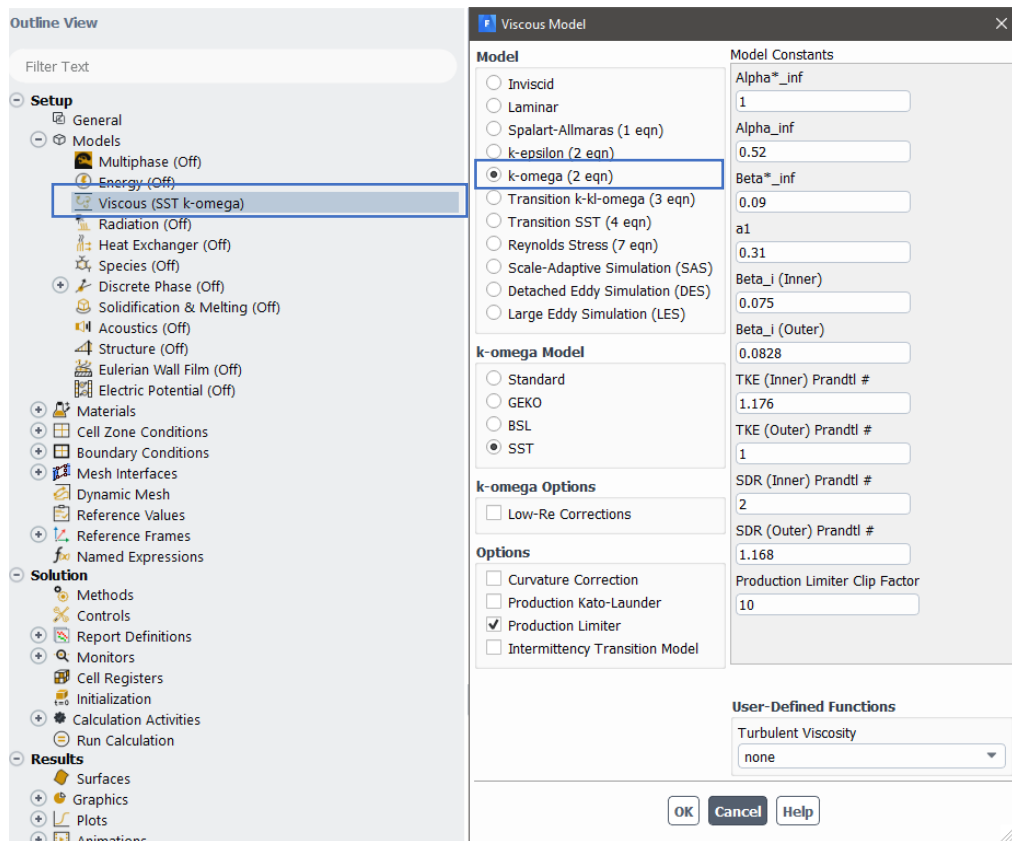 Outline View
Filter Text
Setup
General
Models
Multiphase (Off)
Energy (Off)
Viscous (SST k-omega)
Radiation (Off)
Heat Exchanger (Off)
Species (Off)
Discrete Phase (Off)
Solidification & Melting (Off)
Acoustics (Off)
Structure (Off)
Eulerian Wall Film (Off)
Electric Potential (Off)
Materials
Cell Zone Conditions
Boundary Conditions
Mesh Interfaces
Dynamic Mesh
Reference Values
Reference Frames
Named Expressions
Solution
Methods
Controls
Report Definitions
Monitors
Cell Registers
Initialization
Calculation Activities
Run Calculation
Results
Surfaces
Graphics
Plots
Animations
Viscous Model
Model
Inviscid
Laminar
Spalart-Allmaras (1 eqn)
k-epsilon (2 eqn)
k-omega (2 eqn)
Transition k-kl-omega (3 eqn)
Transition SST (4 eqn)
Reynolds Stress (7 eqn)
Scale-Adaptive Simulation (SAS)
Detached Eddy Simulation (DES)
Large Eddy Simulation (LES)
k-omega Model
Standard
GEKO
BSL
SST
k-omega Options
Low-Re Corrections
Options
Curvature Correction
Production Kato-Launder
Production Limiter
Intermittency Transition Model
Model Constants
Alpha*_inf
1
Alpha_inf
0.52
Beta*_inf
0.09
a1
0.31
Beta_i (Inner)
0.075
Beta_i (Outer)
0.0828
TKE (Inner) Prandtl #
1.176
TKE (Outer) Prandtl #
1
SDR (Inner) Prandtl #
2
SDR (Outer) Prandtl #
1.168
Production Limiter Clip Factor
10
User-Defined Functions
Turbulent Viscosity
none
OK Cancel Help